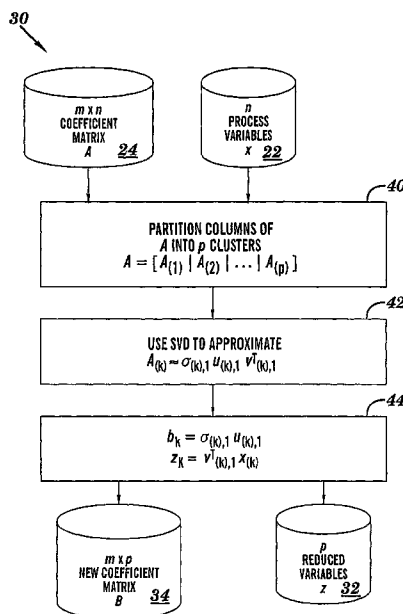 30
m x n
COEFFICIENT
MATRIX
A
24
n
PROCESS
VARIABLES
x
22
40
PARTITION COLUMNS OF
A INTO p CLUSTERS
A = [ A(1) | A(2) | ... | A(p) ]
42
USE SVD TO APPROXIMATE
A(k) ~ σ(k),1 u(k),1 vT(k),1
44
bk = σ(k),1 u(k),1
zK = vT(k),1 x(k)
m x p
NEW COEFFICIENT
MATRIX
B
34
p
REDUCED
VARIABLES
z
32